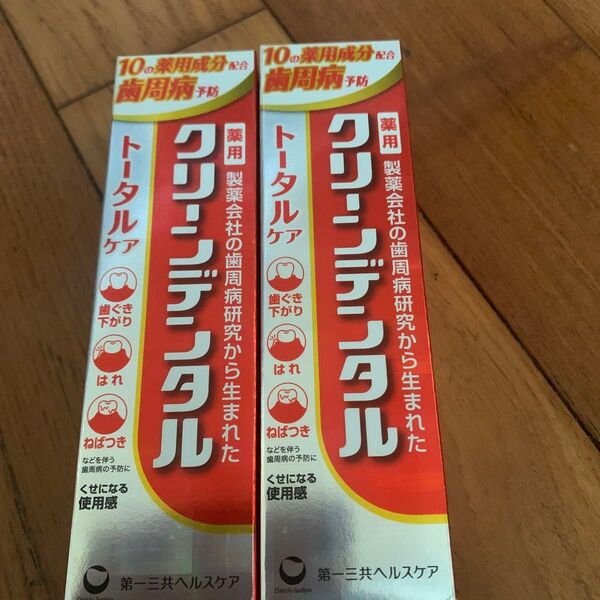 10の薬用成分配合
歯周病予防
薬用
クリーンデンタル
製薬会社の歯周病研究から生まれた
トータルケア
歯ぐき
下がり
はれ
ねばつき
などを伴う
歯周病の予防に
くせになる
使用感
Daiichi-Sankyo
第一三共ヘルスケア
10の薬用成分配合
歯周病予防
薬用
クリーンデンタル
製薬会社の歯周病研究から生まれた
トータルケア
歯ぐき
下がり
はれ
ねばつき
などを伴う
歯周病の予防に
くせになる
使用感
Daiichi-Sankyo
第一三共ヘルスケア